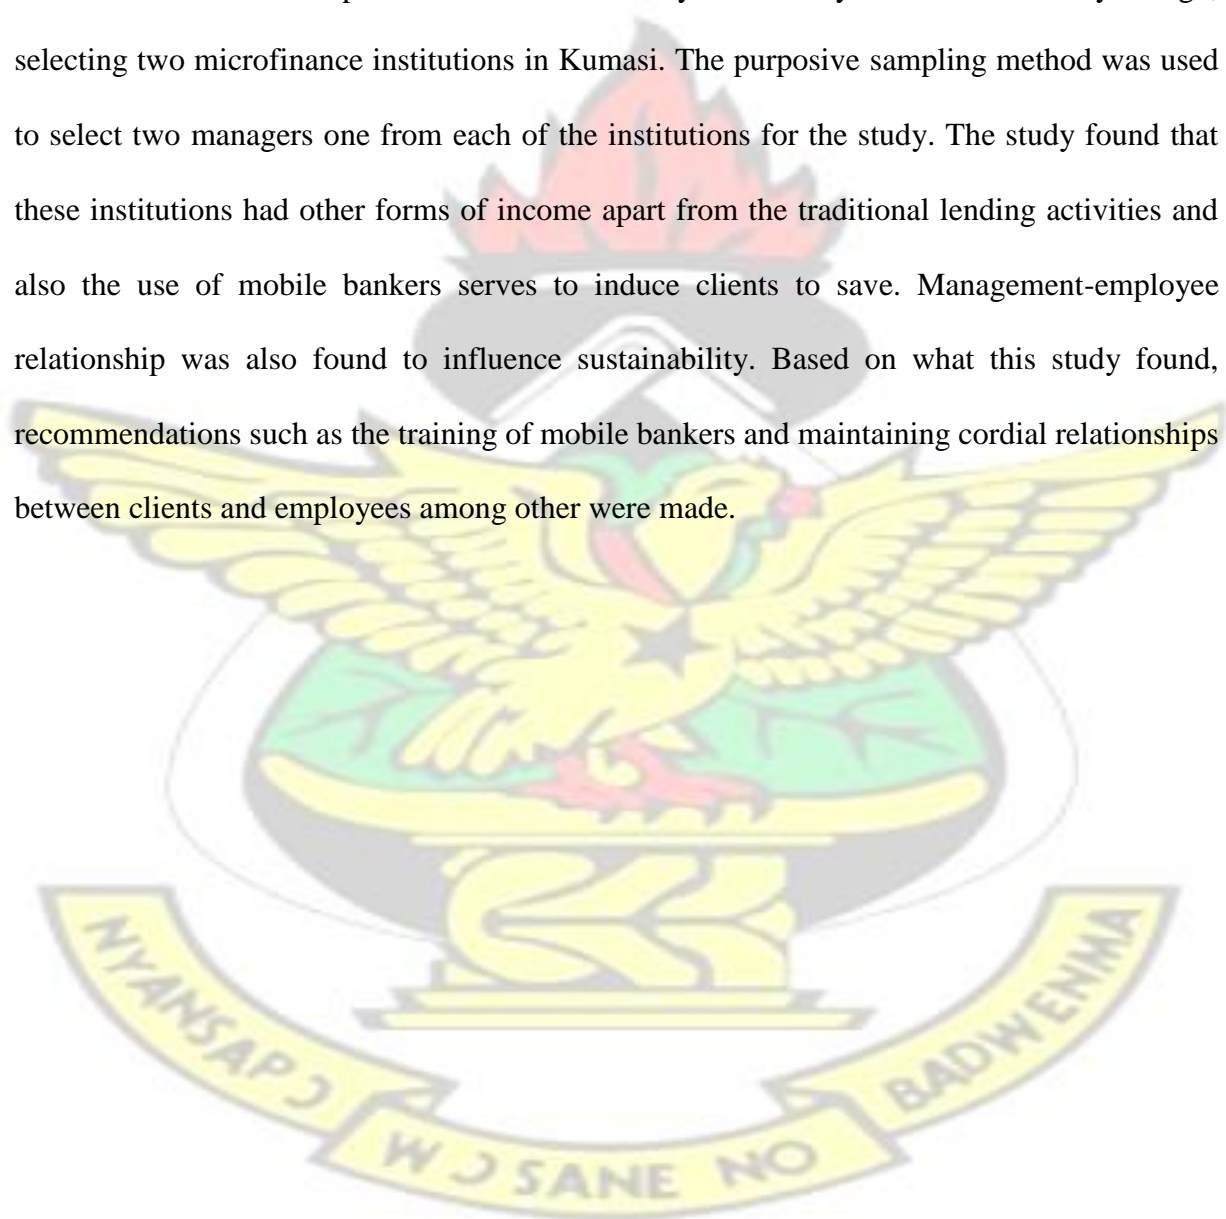 selecting two microfinance institutions in Kumasi. The purposive sampling method was used
to select two managers one from each of the institutions for the study. The study found that
these institutions had other forms of income apart from the traditional lending activities and
also the use of mobile bankers serves to induce clients to save. Management-employee
relationship was also found to influence sustainability. Based on what this study found,
recommendations such as the training of mobile bankers and maintaining cordial relationships
between clients and employees among other were made.
NYANSAPƆ
WƆSANE NO
BADWENMA